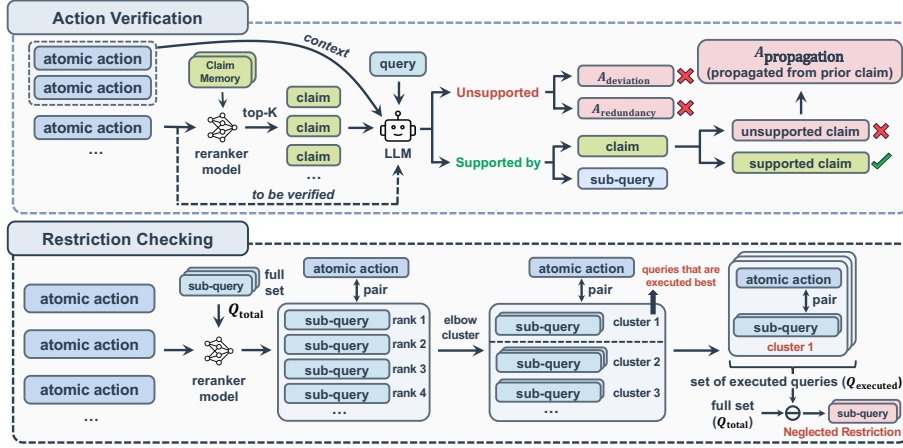 Action Verification
atomic action
atomic action
atomic action
...
context
Claim
Memory
reranker
model
top-K
claim
claim
claim
...
to be verified
query
LLM
Unsupported
Supported by
A_deviation
A_redundancy
claim
sub-query
A_propagation
(propagated from prior claim)
unsupported claim
supported claim
Restriction Checking
atomic action
atomic action
atomic action
...
sub-query
full
set
Q_total
reranker
model
atomic action
pair
sub-query rank 1
sub-query rank 2
sub-query rank 3
sub-query rank 4
...
elbow
cluster
atomic action
pair
queries that are
executed best
sub-query cluster 1
sub-query cluster 2
sub-query cluster 3
...
atomic action
pair
sub-query
cluster 1
set of executed queries (Q_executed)
full set
(Q_total)
sub-query
Neglected Restriction